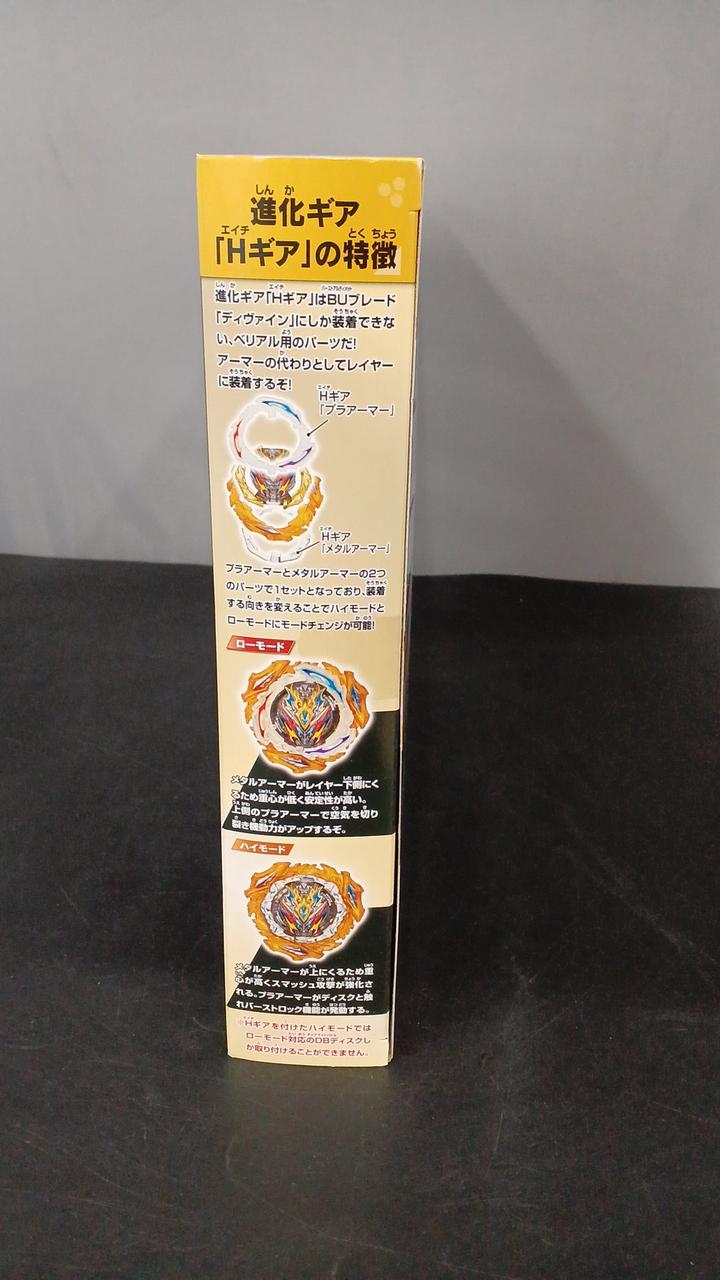 進化ギア
「Hギア」の特徴
進化ギア「Hギア」はBUブレード
「ディヴァイン」にしか装着できな
い、ベリアル用のパーツだ!
アーマーの代わりとしてレイヤー
に装着するぞ!
Hギア
「プラアーマー」
Hギア
「メタルアーマー」
プラアーマーとメタルアーマーの2つ
のパーツで1セットとなっており、装着
する向きを変えることでハイモードと
ローモードにモードチェンジが可能!
ローモード
メタルアーマーがレイヤー下側にく
るため重心が低く安定性が高い。
上側のプラアーマーで空気を切り
裂き機動力がアップするぞ。
ハイモード
メタルアーマーが上にくるため重
心が高くスマッシュ攻撃が強化さ
れる。プラアーマーがディスクと触
れバーストロック機能が発動する。
※Hギアを付けたハイモードでは
ローモード対応のDBディスクし
か取り付けることができません。